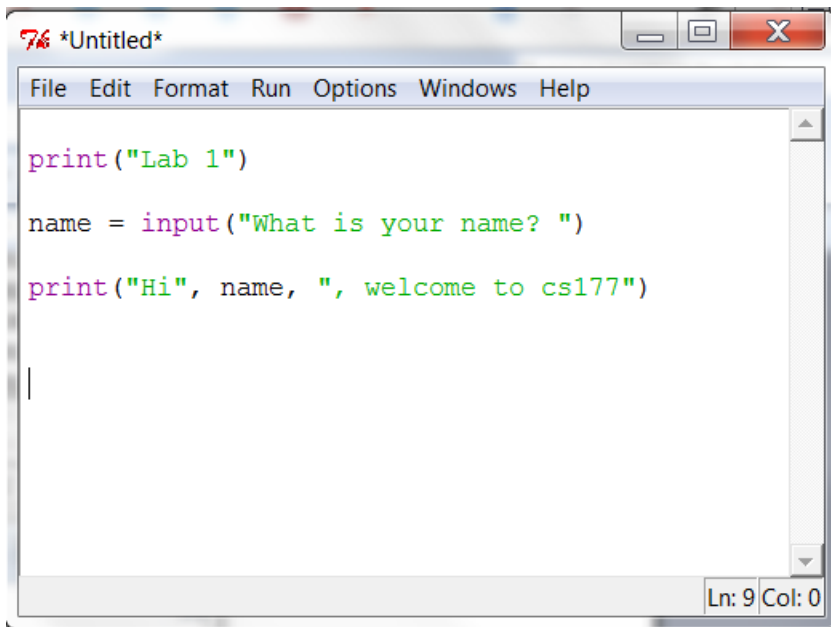 *Untitled*
File Edit Format Run Options Windows Help
print("Lab 1")
name = input("What is your name? ")
print("Hi", name, ", welcome to cs177")
Ln: 9 Col: 0